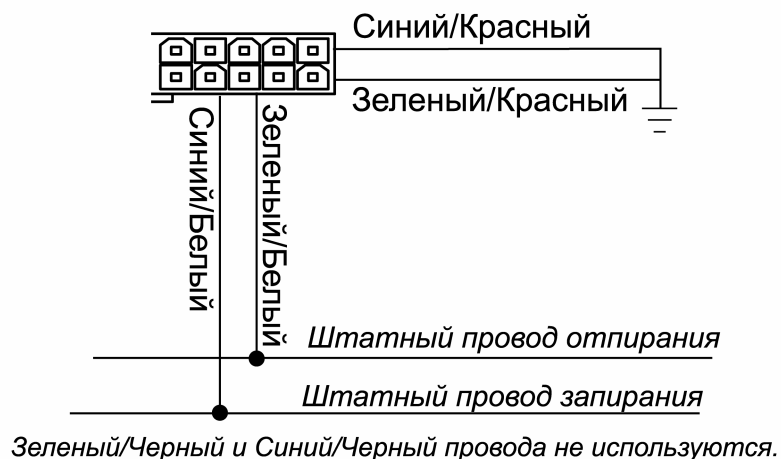 Синий/Красный
Зеленый/Красный
Синий/Белый
Зеленый/Белый
Штатный провод отпирания
Штатный провод запирания
Зеленый/Черный и Синий/Черный провода не используются.